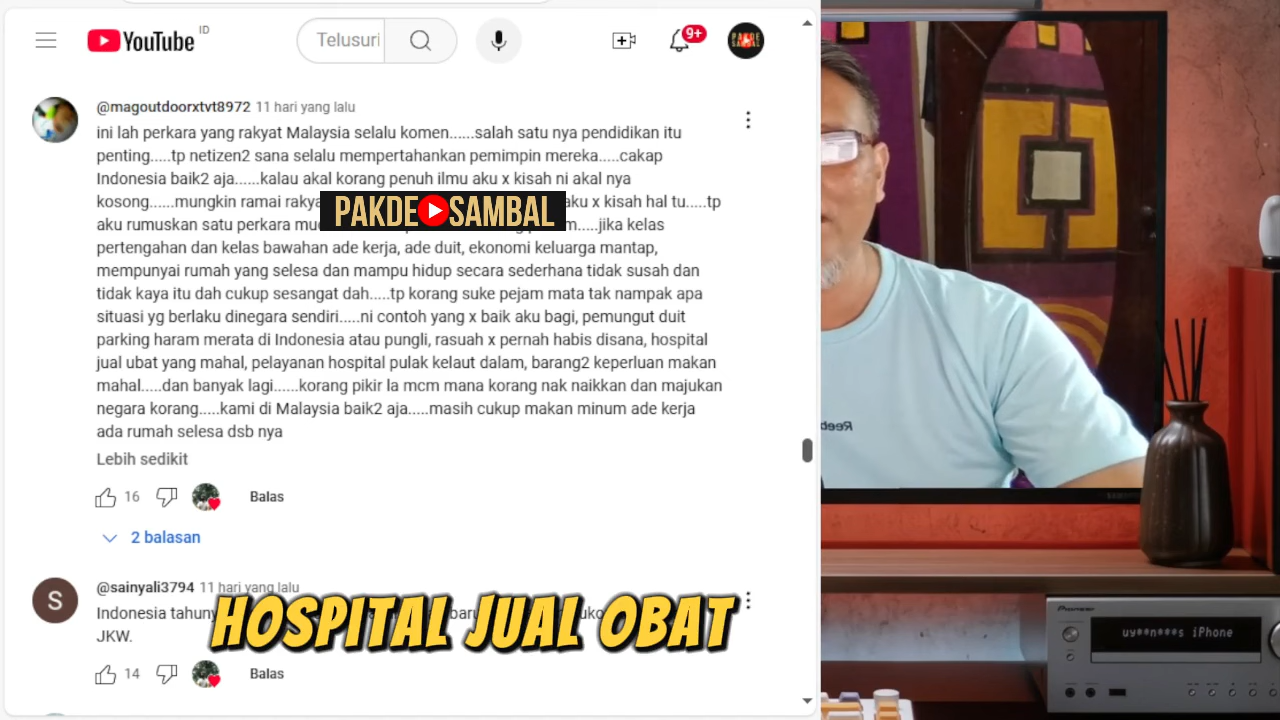 YouTube ID
Telusuri
9+
PAKDE SAMBAL
@magoutdoorxtvt8972 11 hari yang lalu
ini lah perkara yang rakyat Malaysia selalu komen......salah satu nya pendidikan itu
penting.....tp netizen2 sana selalu mempertahankan pemimpin mereka.....cakap
Indonesia baik2 aja......kalau akal korang penuh ilmu aku x kisah ni akal nya
kosong......mungkin ramai rakya aku x kisah hal tu.....tp
PAKDE SAMBAL
aku rumuskan satu perkara m.....jika kelas
pertengahan dan kelas bawahan ade kerja, ade duit, ekonomi keluarga mantap,
mempunyai rumah yang selesa dan mampu hidup secara sederhana tidak susah dan
tidak kaya itu dah cukup sesangat dah.....tp korang suke pejam mata tak nampak apa
situasi yg berlaku dinegara sendiri.....ni contoh yang x baik aku bagi, pemungut duit
parking haram merata di Indonesia atau pungli, rasuah x pernah habis disana, hospital
jual ubat yang mahal, pelayanan hospital pulak kelaut dalam, barang2 keperluan makan
mahal.....dan banyak lagi......korang pikir la mcm mana korang nak naikkan dan majukan
negara korang.....kami di Malaysia baik2 aja.....masih cukup makan minum ade kerja
ada rumah selesa dsb nya
Lebih sedikit
16 Balas
2 balasan
S
@sainyali3794 11 hari yang lalu
Indonesia tahun
JKW.
HOSPITAL JUAL OBAT
14 Balas
Reeb
SAMSUNG
Pioneer
uy**n***s iPhone